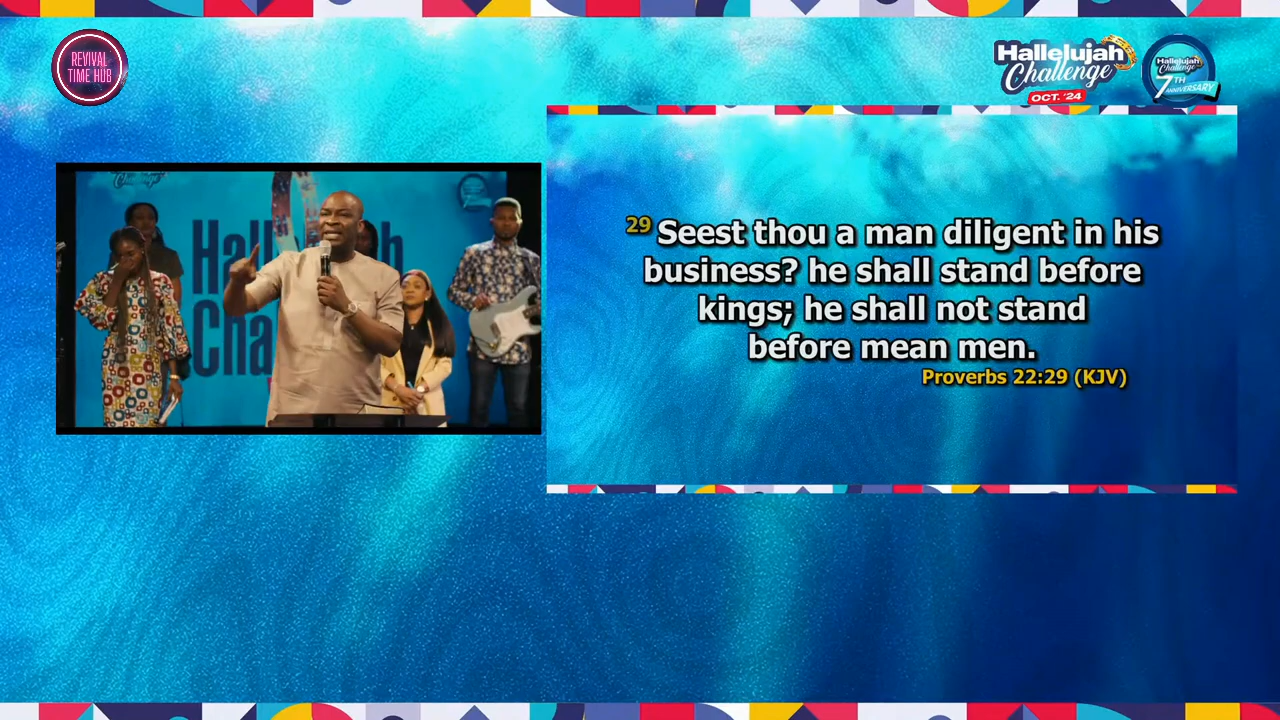 REVIVAL
TIME HUB
Hallelujah
Challenge
OCT. '24
Hallelujah
Challenge
7TH
ANNIVERSARY
29 Seest thou a man diligent in his
business? he shall stand before
kings; he shall not stand
before mean men.
Proverbs 22:29 (KJV)